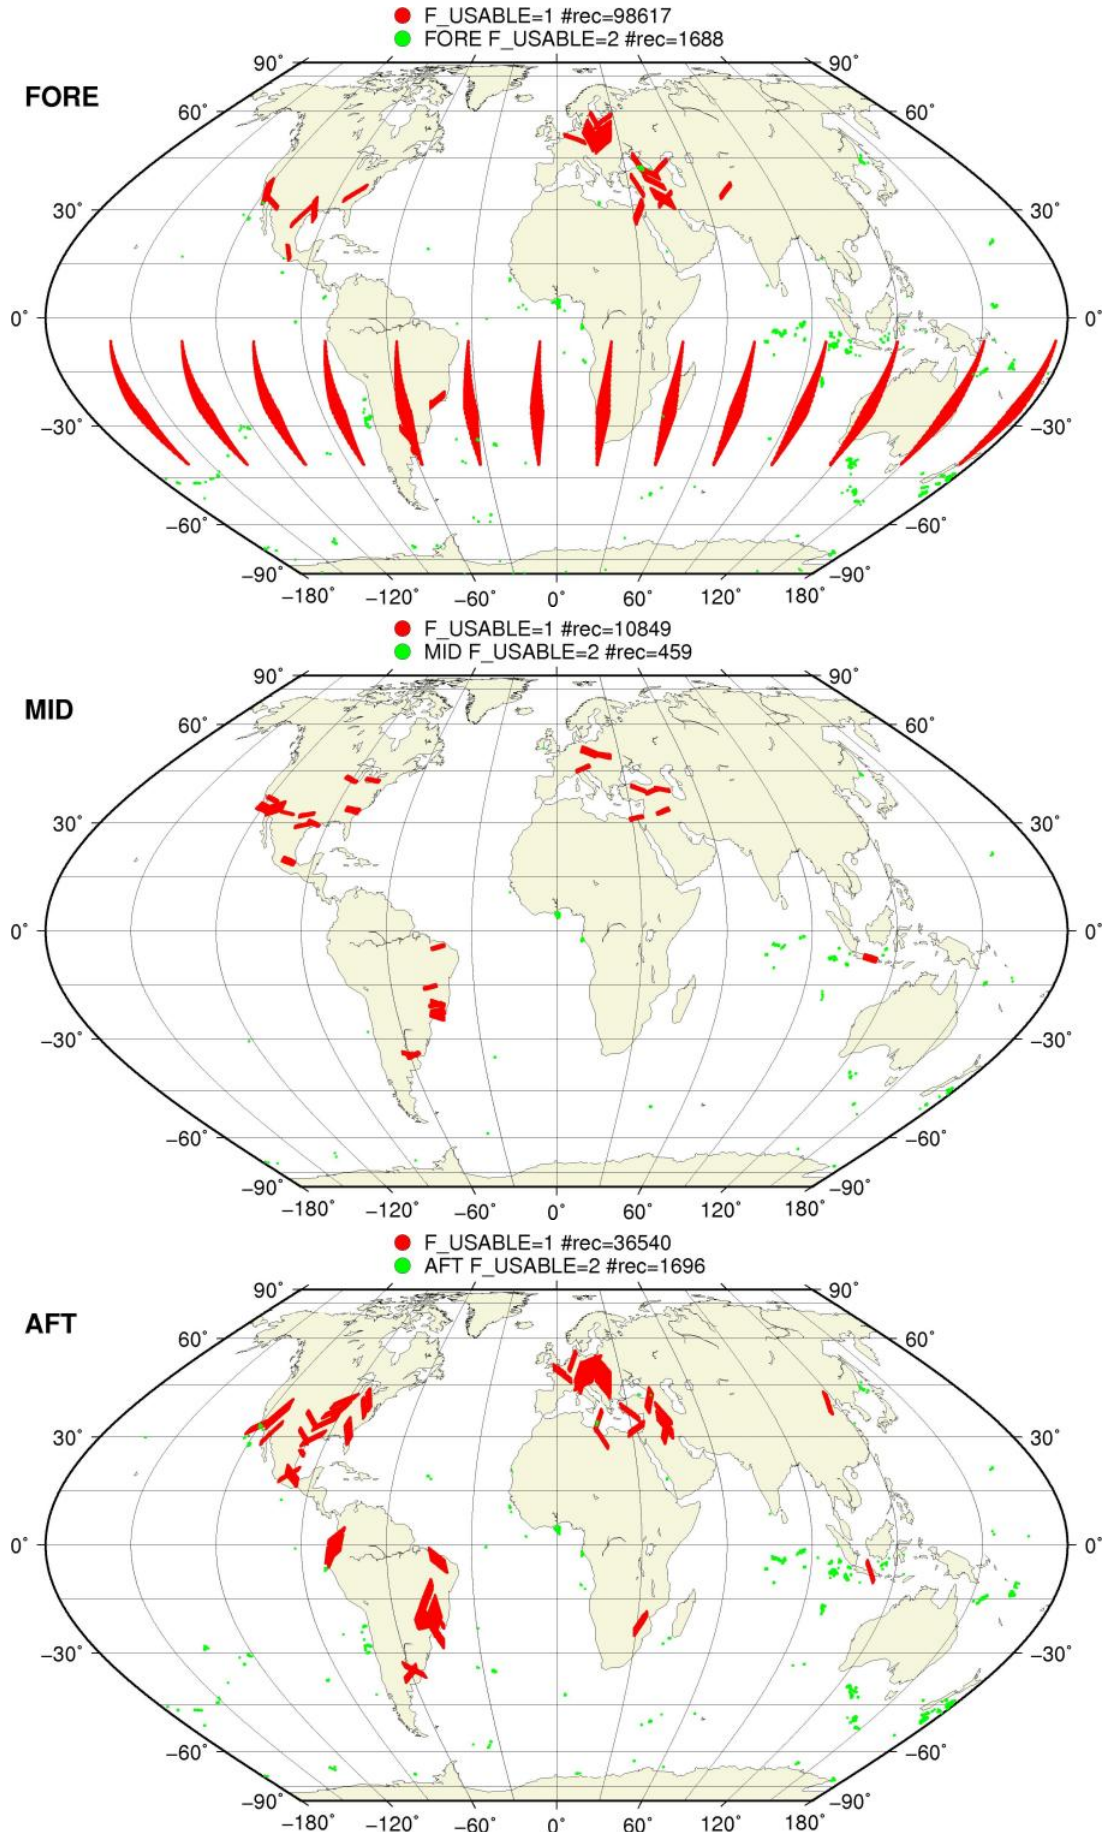 F_USABLE=1 #rec=98617
FORE F_USABLE=2 #rec=1688
FORE
90° 90°
60° 60°
30° 30°
0° 0°
−30° −30°
−60° −60°
−90° −90°
−180° −120° −60° 0° 60° 120° 180°
F_USABLE=1 #rec=10849
MID F_USABLE=2 #rec=459
MID
90° 90°
60° 60°
30° 30°
0° 0°
−30° −30°
−60° −60°
−90° −90°
−180° −120° −60° 0° 60° 120° 180°
F_USABLE=1 #rec=36540
AFT F_USABLE=2 #rec=1696
AFT
90° 90°
60° 60°
30° 30°
0° 0°
−30° −30°
−60° −60°
−90° −90°
−180° −120° −60° 0° 60° 120° 180°